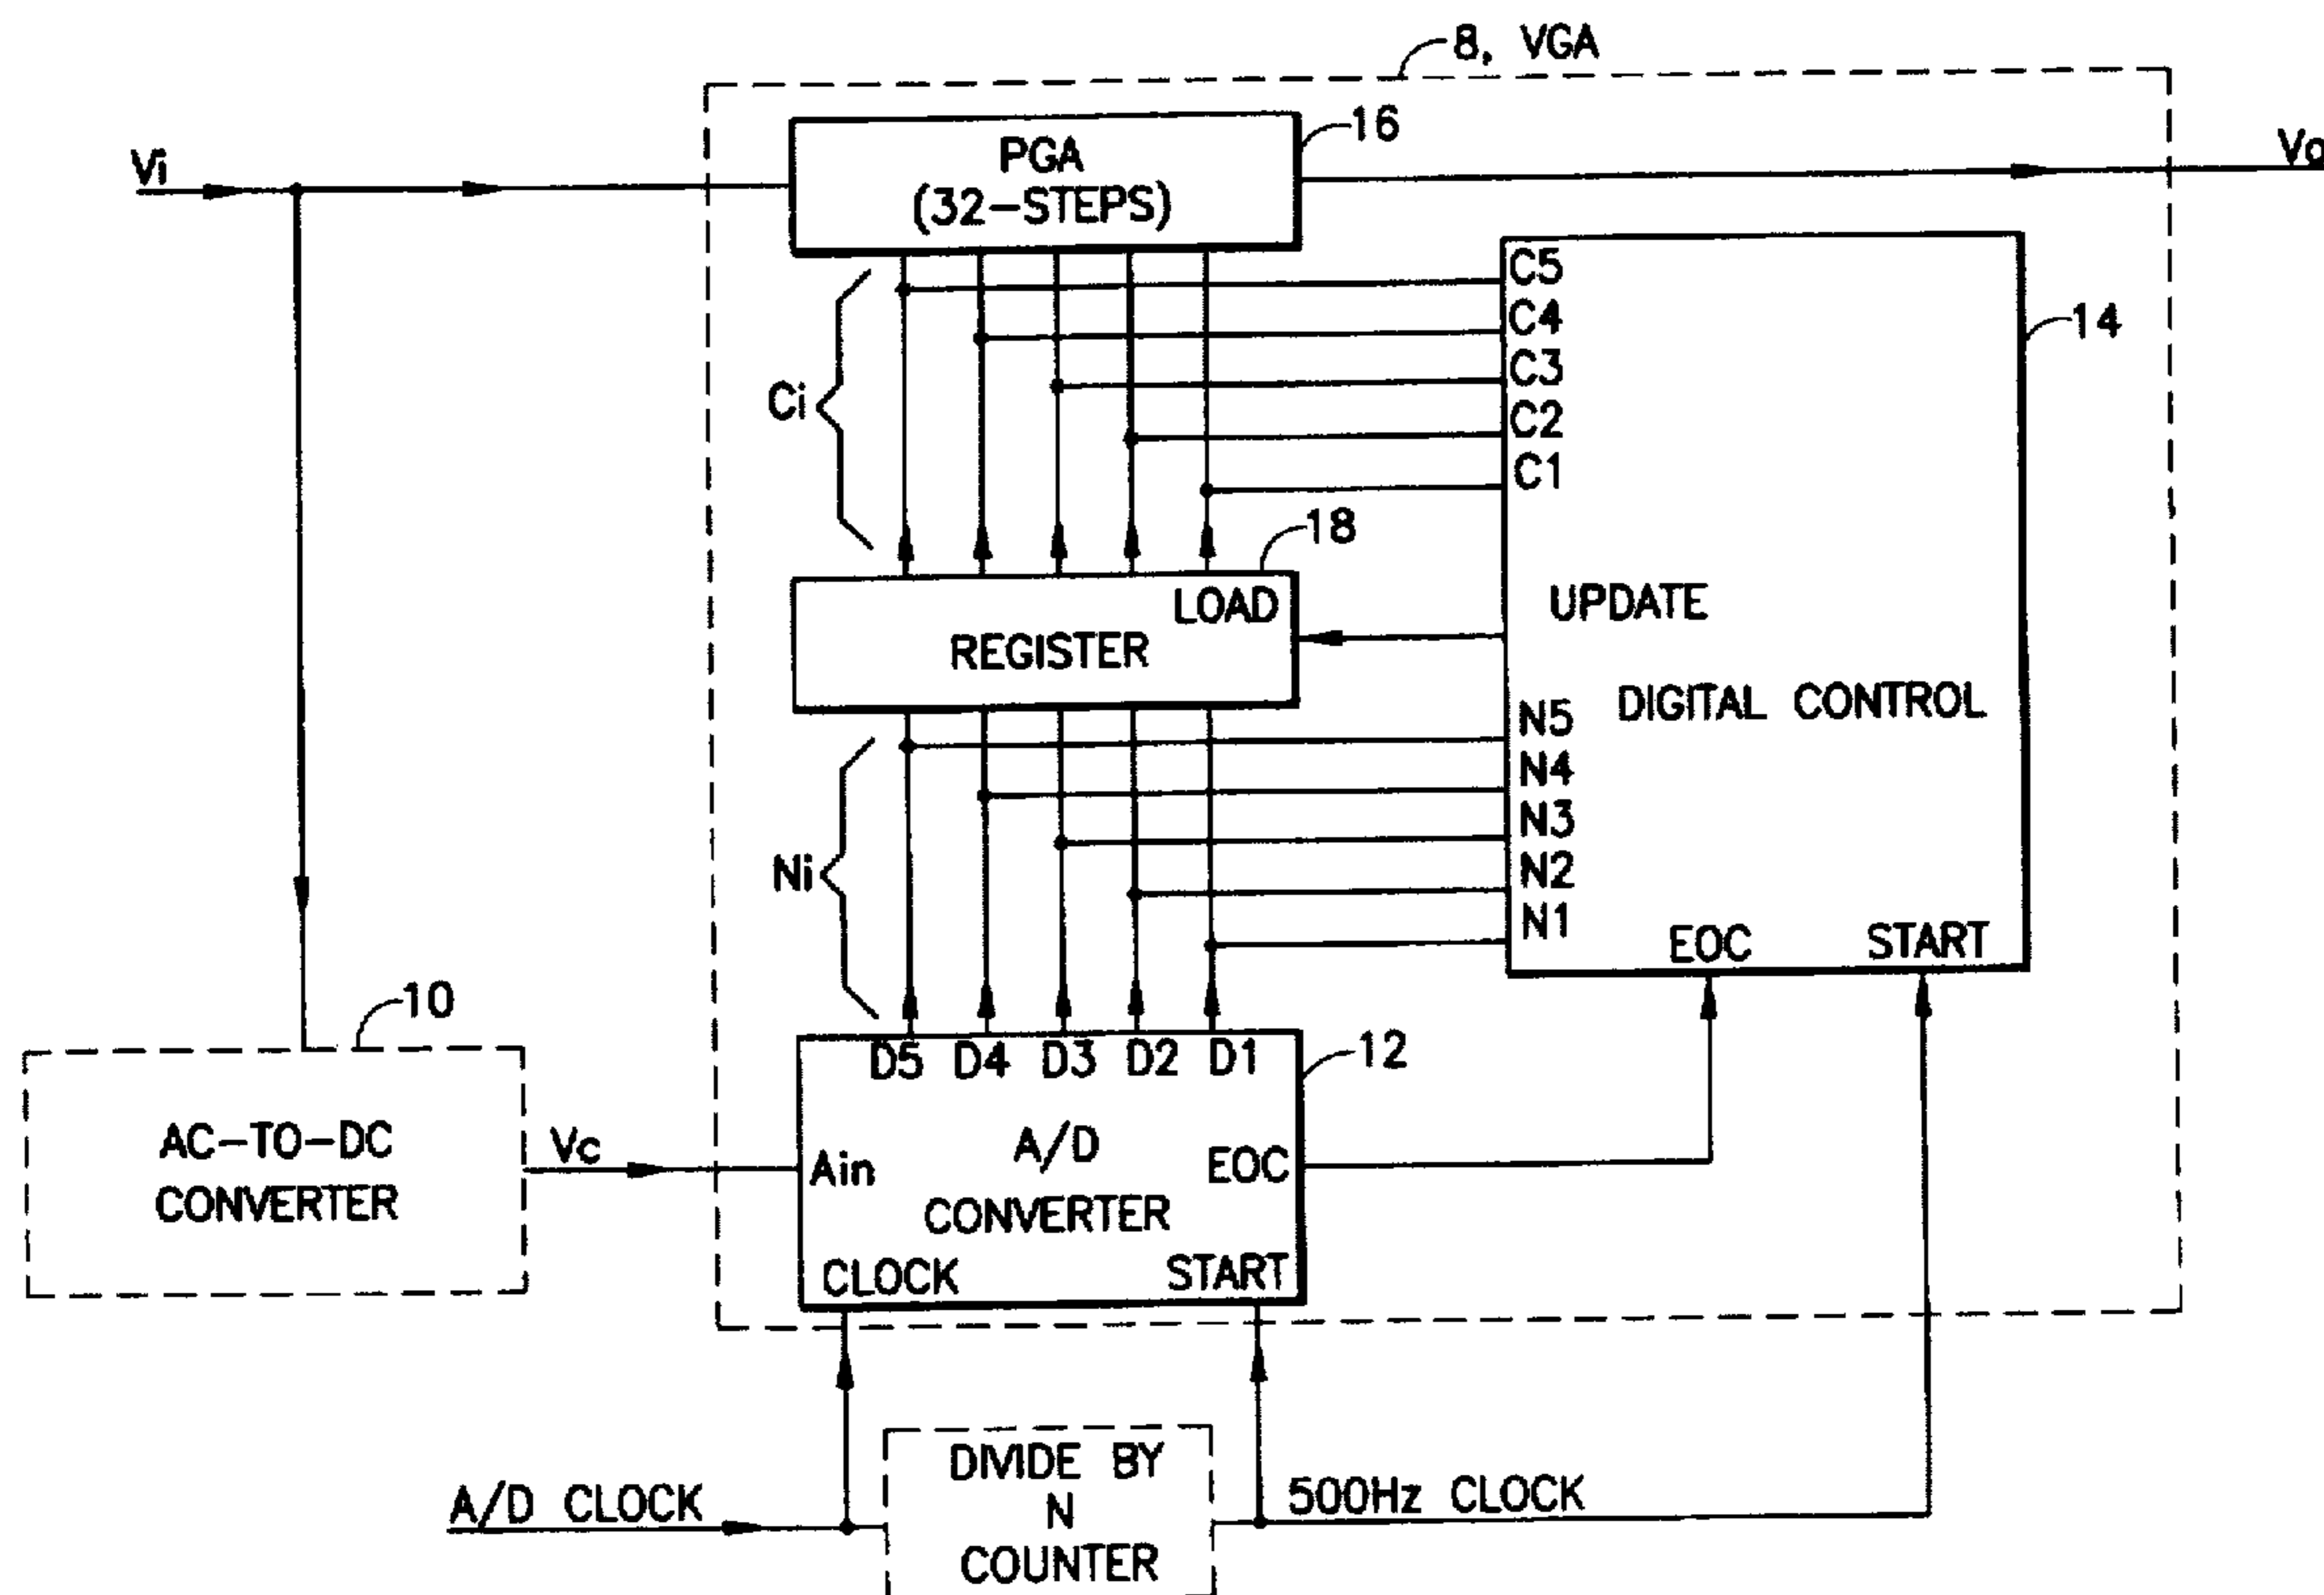 8, VGA
Vi
PGA
(32-STEPS)
16
Vo
C5
C4
C3
C2
C1
14
Ci
18
LOAD
REGISTER
UPDATE
DIGITAL CONTROL
N5
N4
N3
N2
N1
Ni
EOC
START
10
AC-TO-DC
CONVERTER
Vc
D5 D4 D3 D2 D1
12
Ain
A/D
CONVERTER
EOC
CLOCK
START
A/D CLOCK
DIVIDE BY
N
COUNTER
500Hz CLOCK